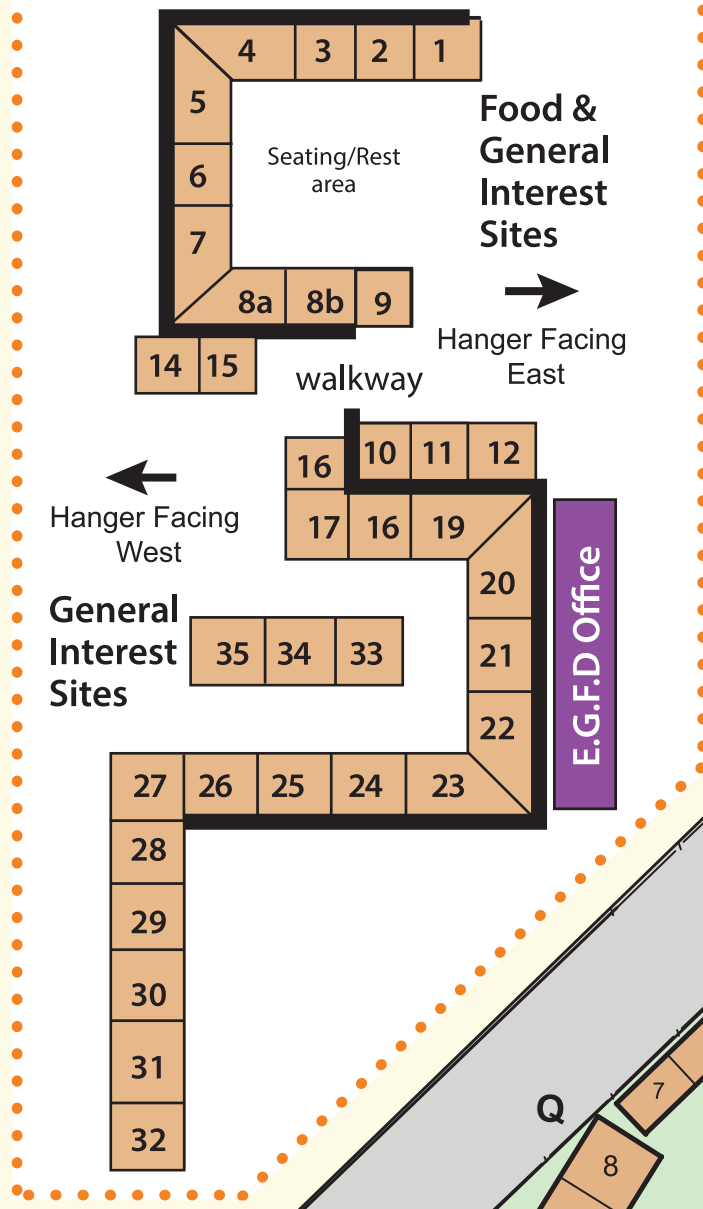 4 3 2 1
5
6
7
8a 8b 9
Seating/Rest
area
Food &
General
Interest
Sites
Hanger Facing
East
14 15
walkway
10 11 12
16
17 16 19
Hanger Facing
West
20
21
22
E.G.F.D Office
General
Interest
Sites
35 34 33
27 26 25 24 23
28
29
30
31
32
Q
7
8